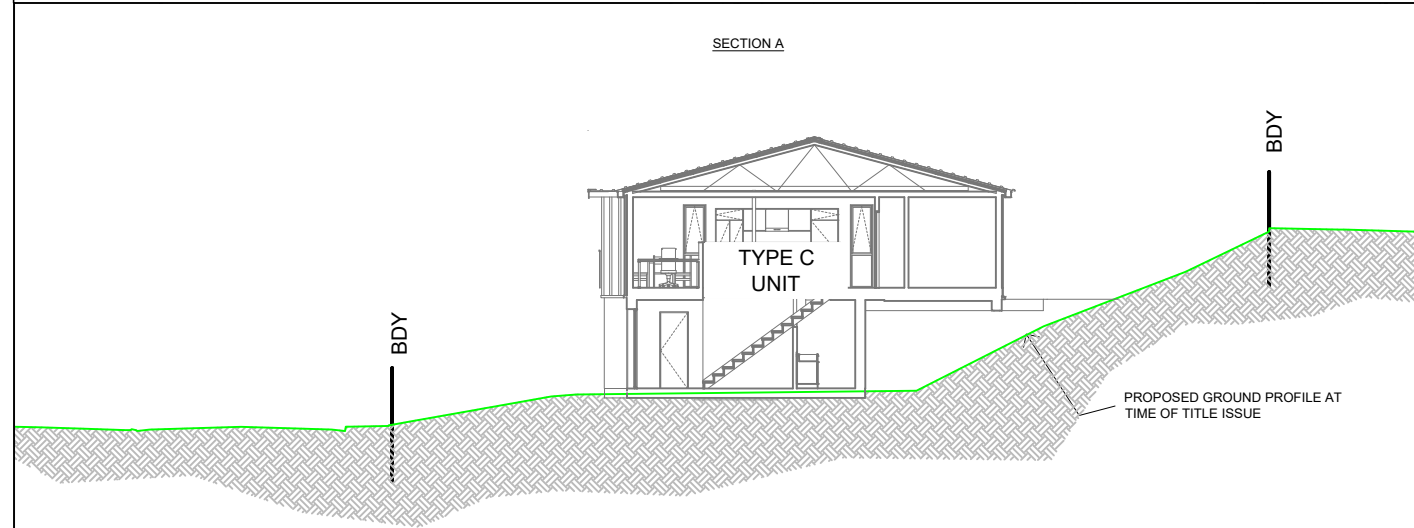 SECTION A
BDY
TYPE C
UNIT
BDY
PROPOSED GROUND PROFILE AT
TIME OF TITLE ISSUE